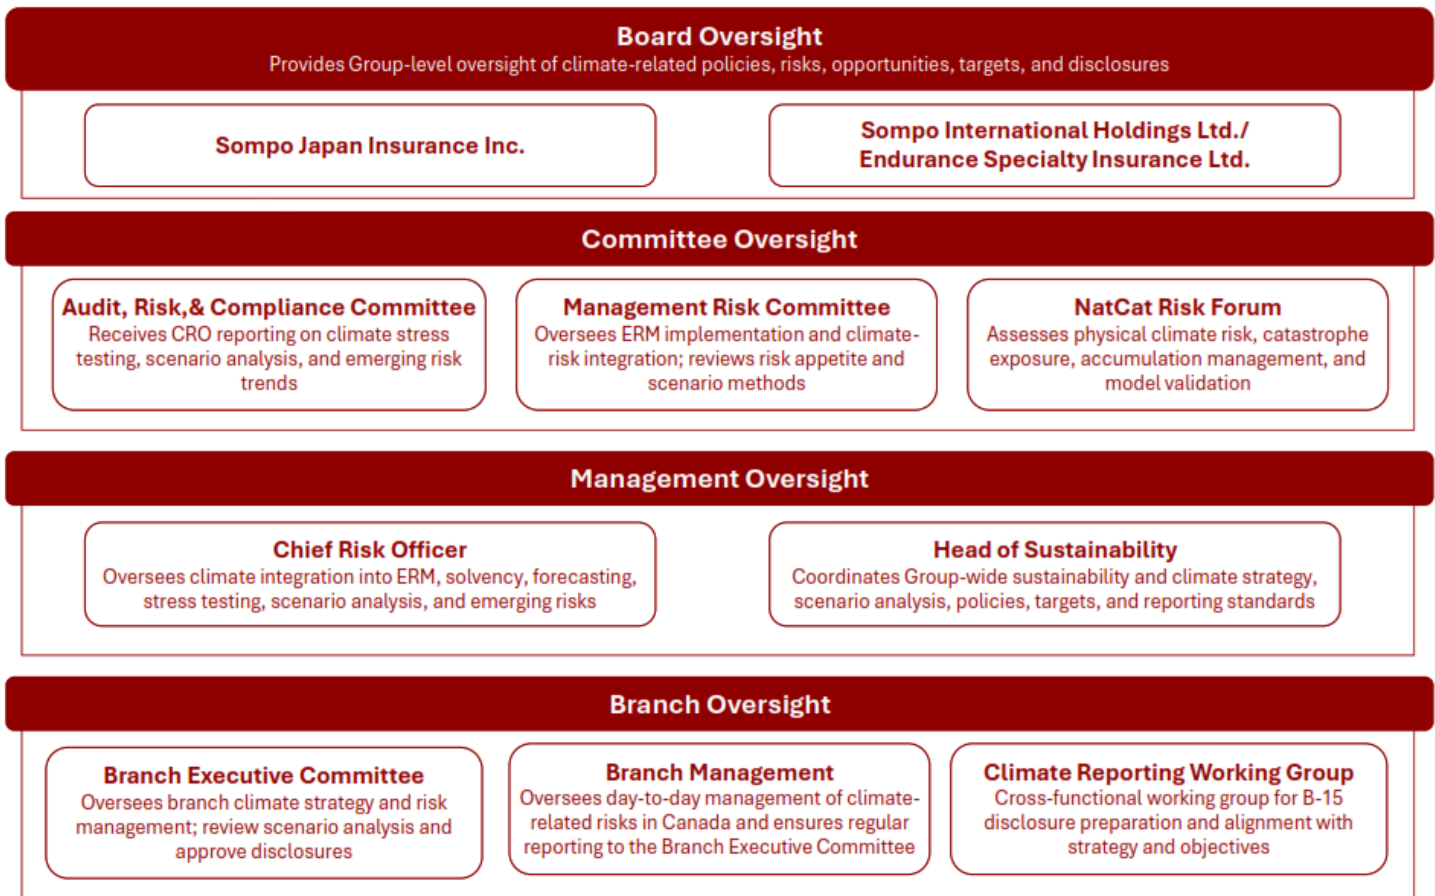 Board Oversight
Provides Group-level oversight of climate-related policies, risks, opportunities, targets, and disclosures
Sompo Japan Insurance Inc.
Sompo International Holdings Ltd./
Endurance Specialty Insurance Ltd.
Committee Oversight
Audit, Risk,& Compliance Committee
Receives CRO reporting on climate stress
testing, scenario analysis, and emerging risk
trends
Management Risk Committee
Oversees ERM implementation and climate-
risk integration; reviews risk appetite and
scenario methods
NatCat Risk Forum
Assesses physical climate risk, catastrophe
exposure, accumulation management, and
model validation
Management Oversight
Chief Risk Officer
Oversees climate integration into ERM, solvency, forecasting,
stress testing, scenario analysis, and emerging risks
Head of Sustainability
Coordinates Group-wide sustainability and climate strategy,
scenario analysis, policies, targets, and reporting standards
Branch Oversight
Branch Executive Committee
Oversees branch climate strategy and risk
management; review scenario analysis and
approve disclosures
Branch Management
Oversees day-to-day management of climate-
related risks in Canada and ensures regular
reporting to the Branch Executive Committee
Climate Reporting Working Group
Cross-functional working group for B-15
disclosure preparation and alignment with
strategy and objectives